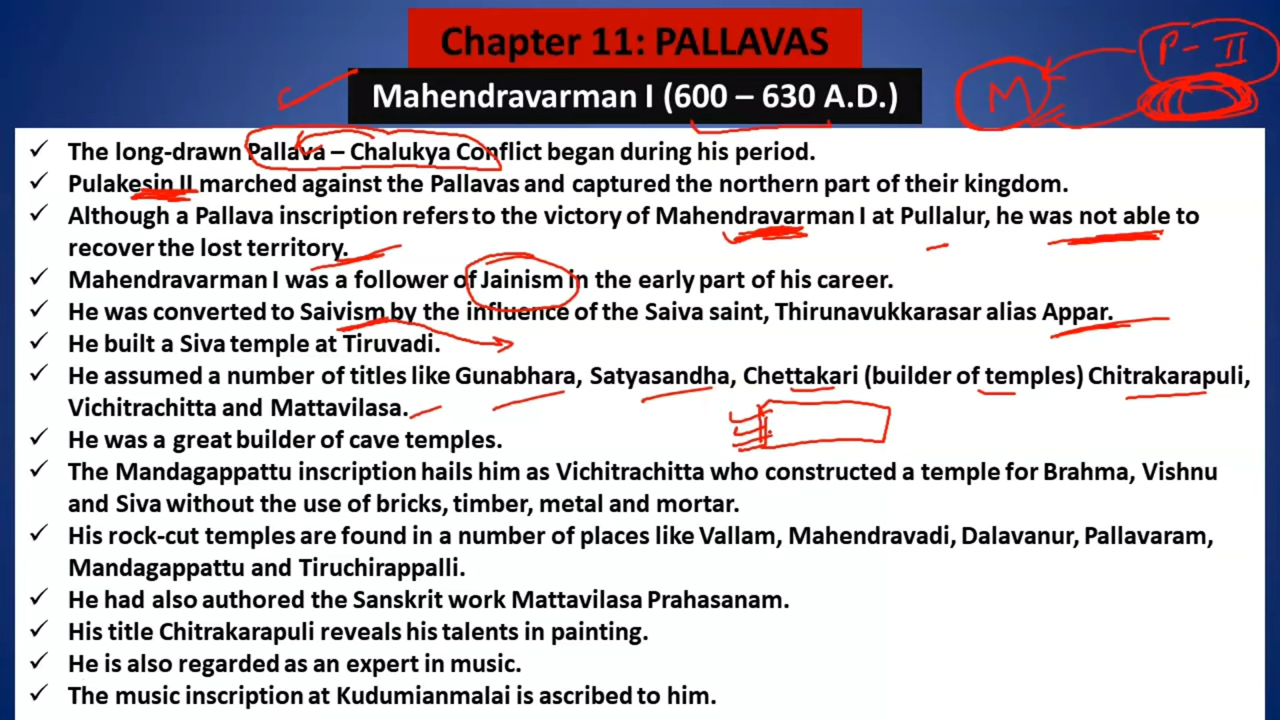 Chapter 11: PALLAVAS
P - II
M
Mahendravarman I (600 – 630 A.D.)
✓ The long-drawn Pallava – Chalukya Conflict began during his period.
✓ Pulakesin II marched against the Pallavas and captured the northern part of their kingdom.
✓ Although a Pallava inscription refers to the victory of Mahendravarman I at Pullalur, he was not able to
recover the lost territory.
✓ Mahendravarman I was a follower of Jainism in the early part of his career.
✓ He was converted to Saivism by the influence of the Saiva saint, Thirunavukkarasar alias Appar.
✓ He built a Siva temple at Tiruvadi.
✓ He assumed a number of titles like Gunabhara, Satyasandha, Chettakari (builder of temples) Chitrakarapuli,
Vichitrachitta and Mattavilasa.
✓ He was a great builder of cave temples.
✓ The Mandagappattu inscription hails him as Vichitrachitta who constructed a temple for Brahma, Vishnu
and Siva without the use of bricks, timber, metal and mortar.
✓ His rock-cut temples are found in a number of places like Vallam, Mahendravadi, Dalavanur, Pallavaram,
Mandagappattu and Tiruchirappalli.
✓ He had also authored the Sanskrit work Mattavilasa Prahasanam.
✓ His title Chitrakarapuli reveals his talents in painting.
✓ He is also regarded as an expert in music.
✓ The music inscription at Kudumianmalai is ascribed to him.